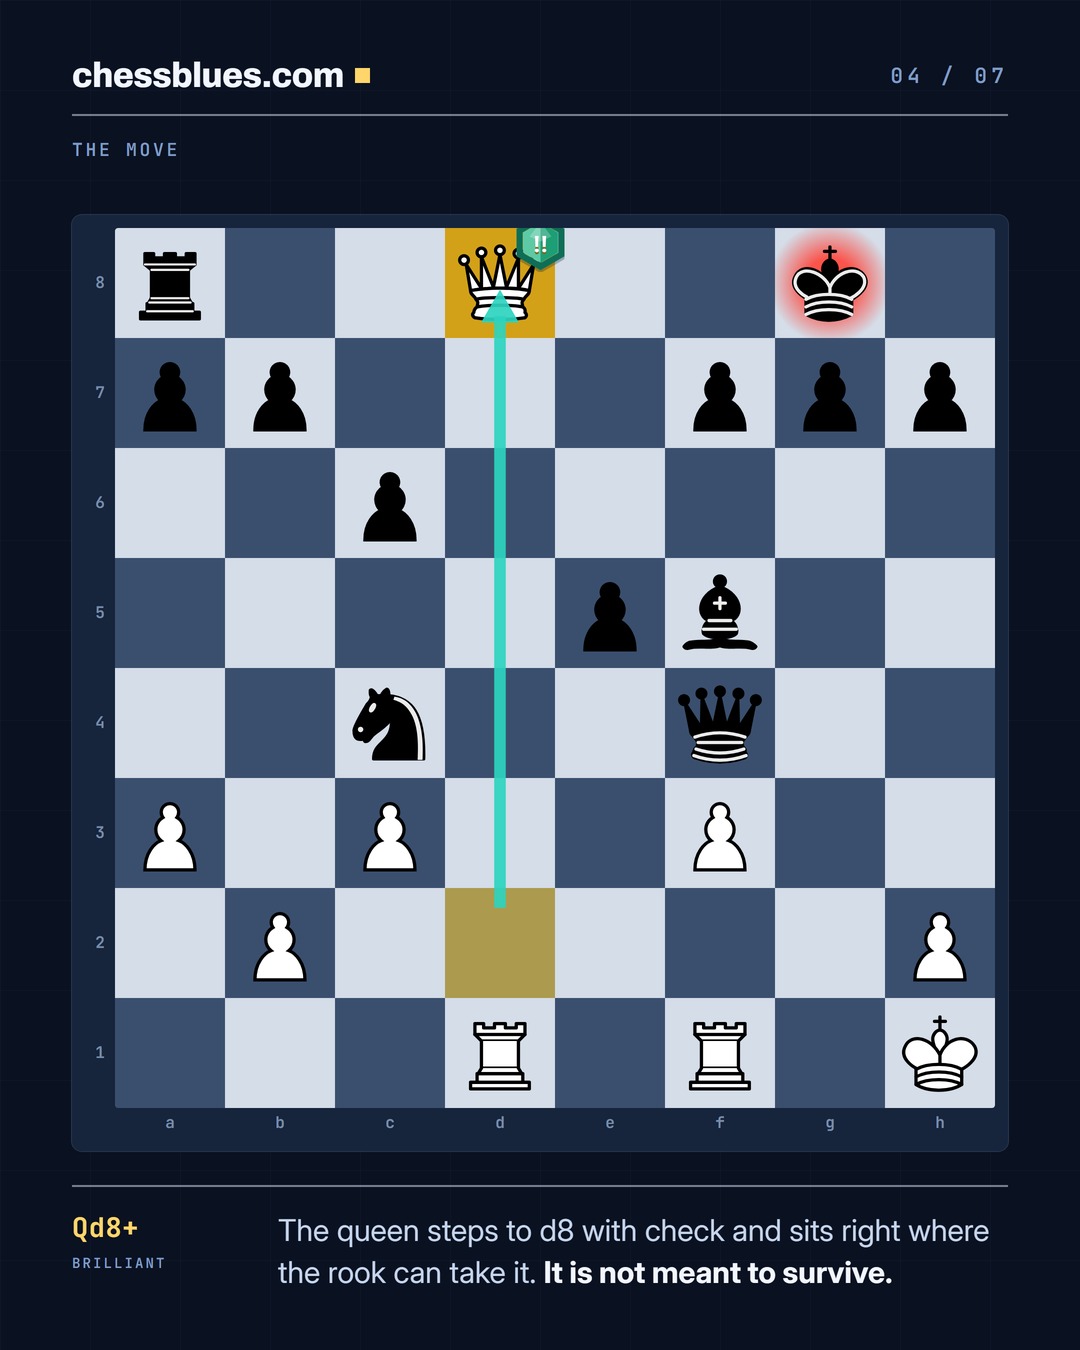 chessblues.com
04 / 07
THE MOVE
!!
8
7
6
5
4
3
2
1
a b c d e f g h
Qd8+
BRILLIANT
The queen steps to d8 with check and sits right where
the rook can take it. It is not meant to survive.